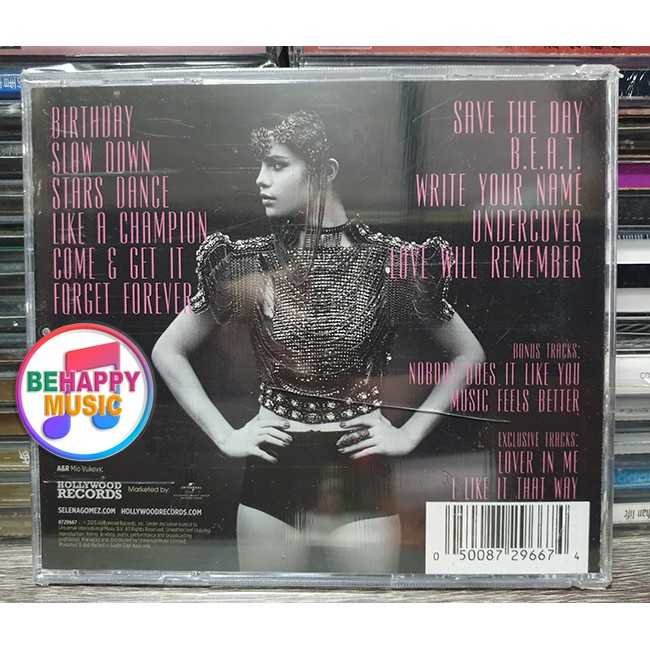 BIRTHDAY
SLOW DOWN
STARS DANCE
LIKE A CHAMPION
COME & GET IT
FORGET FOREVER
SAVE THE DAY
B.E.A.T.
WRITE YOUR NAME
UNDERCOVER
LOVE WILL REMEMBER
BONUS TRACKS:
NOBODY DOES IT LIKE YOU
MUSIC FEELS BETTER
EXCLUSIVE TRACKS:
LOVER IN ME
I LIKE IT THAT WAY
BEHAPPY
MUSIC
A&R Mio Vukovic
HOLLYWOOD
RECORDS
Marketed by:
UNIVERSAL
SELENAGOMEZ.COM HOLLYWOODRECORDS.COM
0 50087 29667 4